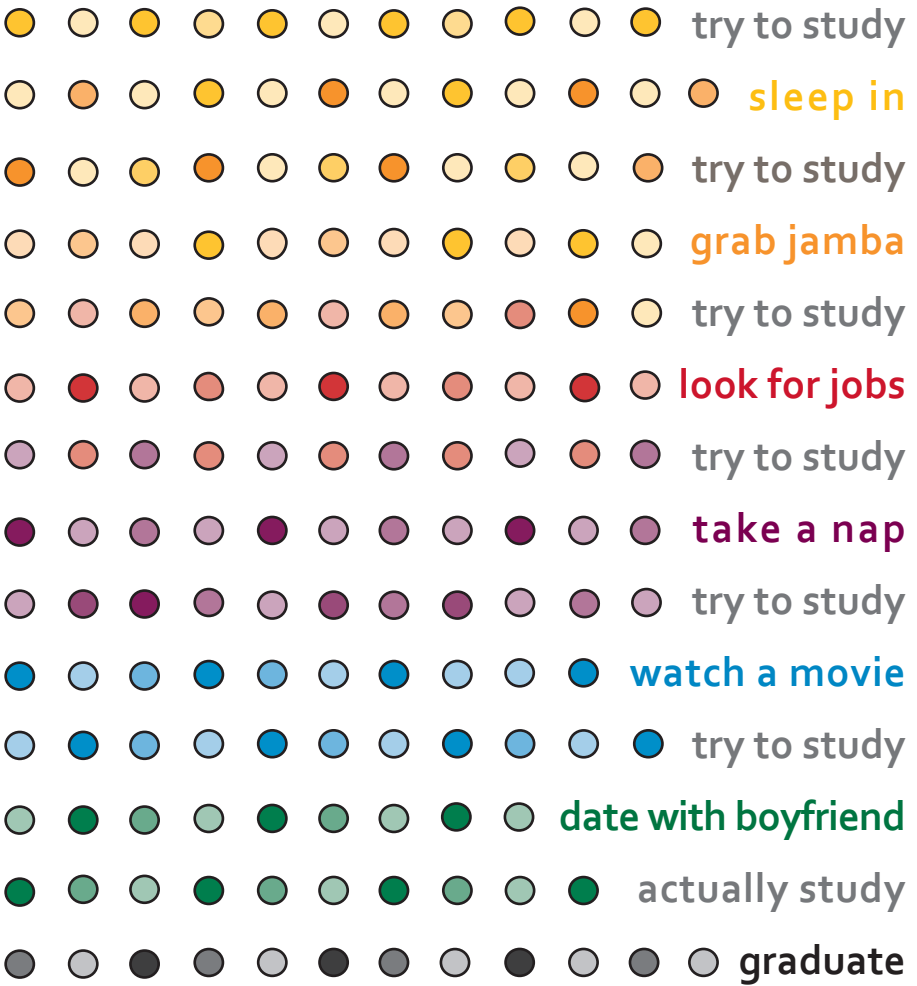 try to study
sleep in
try to study
grab jamba
try to study
look for jobs
try to study
take a nap
try to study
watch a movie
try to study
date with boyfriend
actually study
graduate